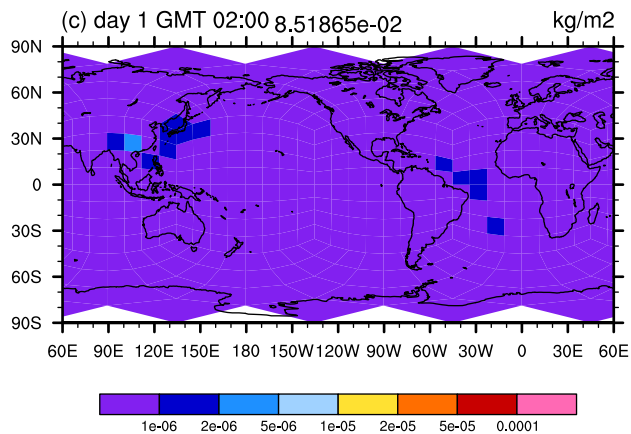 (c) day 1 GMT 02:00 8.51865e-02 kg/m2
90N
60N
30N
0
30S
60S
90S
60E 90E 120E 150E 180 150W 120W 90W 60W 30W 0 30E 60E
1e-06 2e-06 5e-06 1e-05 2e-05 5e-05 0.0001